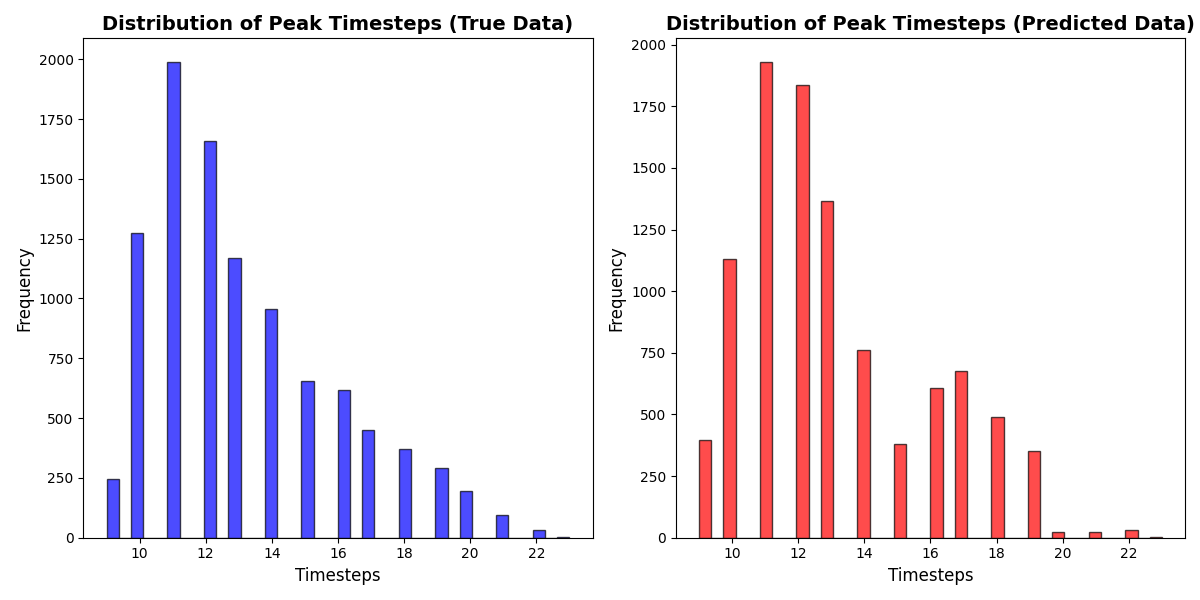 Distribution of Peak Timesteps (True Data)
Frequency
2000
1750
1500
1250
1000
750
500
250
0
10 12 14 16 18 20 22
Timesteps
Distribution of Peak Timesteps (Predicted Data)
Frequency
2000
1750
1500
1250
1000
750
500
250
0
10 12 14 16 18 20 22
Timesteps